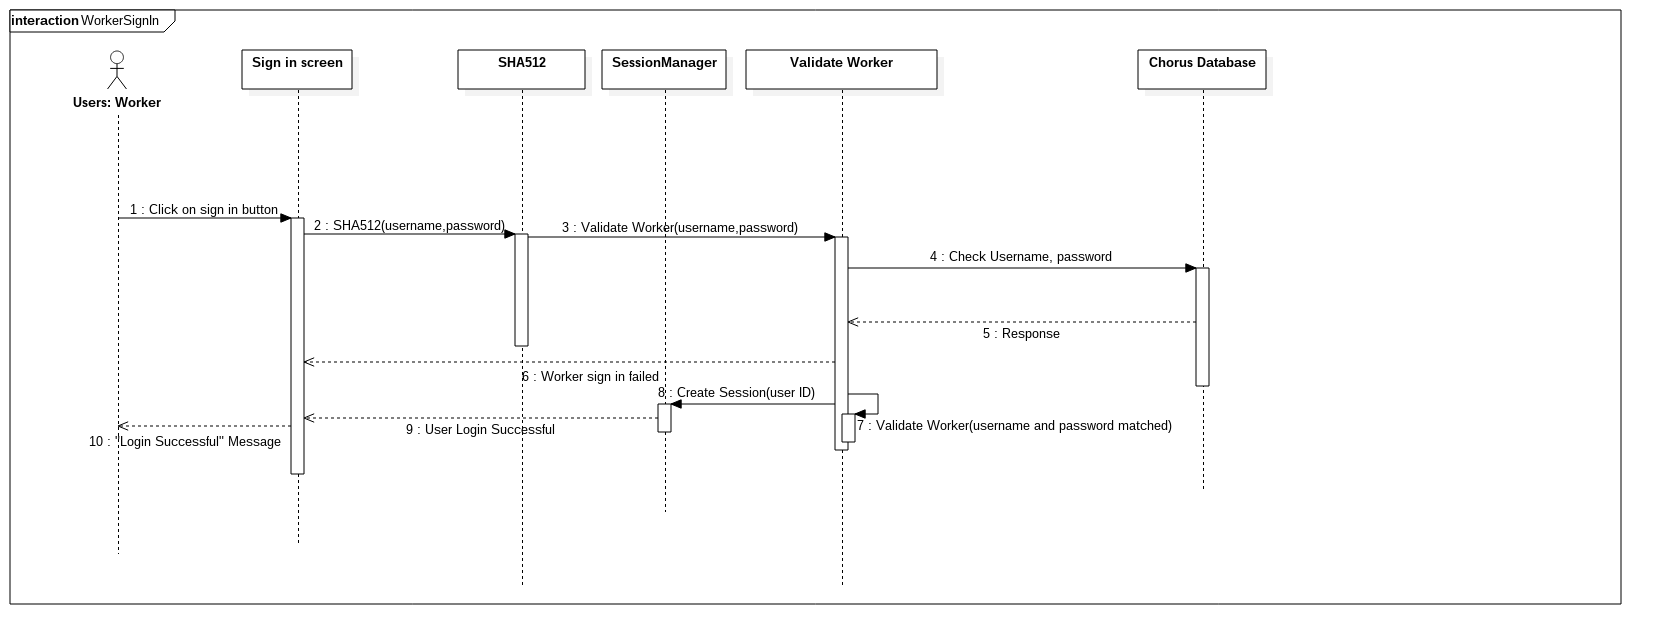 interaction WorkerSignIn
Users: Worker
Sign in screen
SHA512
SessionManager
Validate Worker
Chorus Database
1 : Click on sign in button
2 : SHA512(username,password)
3 : Validate Worker(username,password)
4 : Check Username, password
5 : Response
6 : Worker sign in failed
8 : Create Session(user ID)
7 : Validate Worker(username and password matched)
9 : User Login Successful
10 : "Login Successful" Message